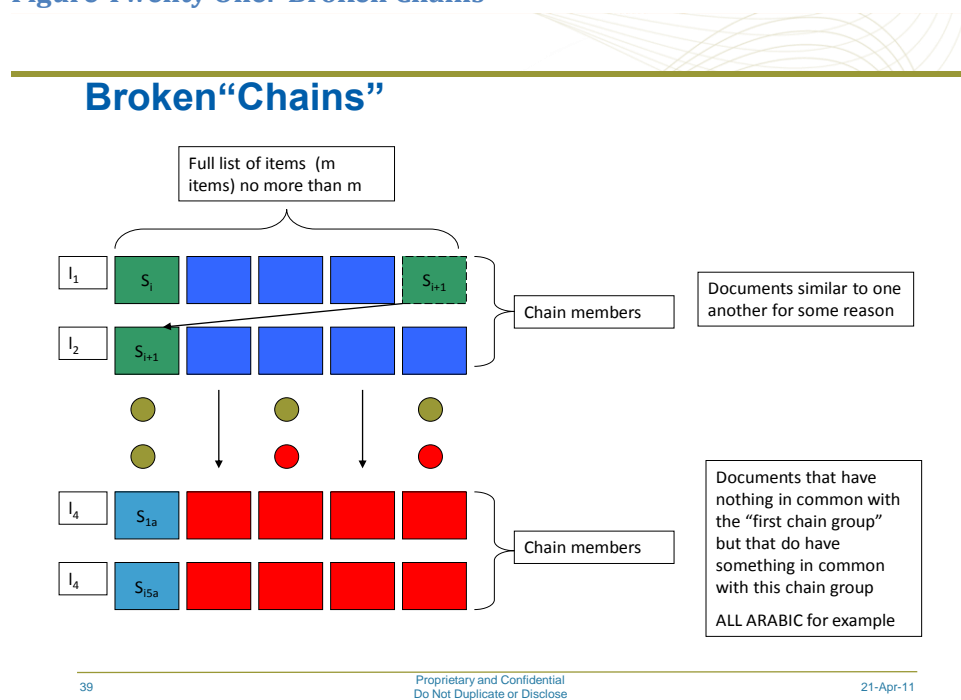 Figure Twenty One: Broken Chains
Broken“Chains”
Full list of items (m
items) no more than m
I1
Si
Si+1
Chain members
Documents similar to one
another for some reason
I2
Si+1
I4
S1a
Chain members
Documents that have
nothing in common with
the “first chain group”
but that do have
something in common
with this chain group
ALL ARABIC for example
I4
Si5a
39
Proprietary and Confidential
Do Not Duplicate or Disclose
21-Apr-11